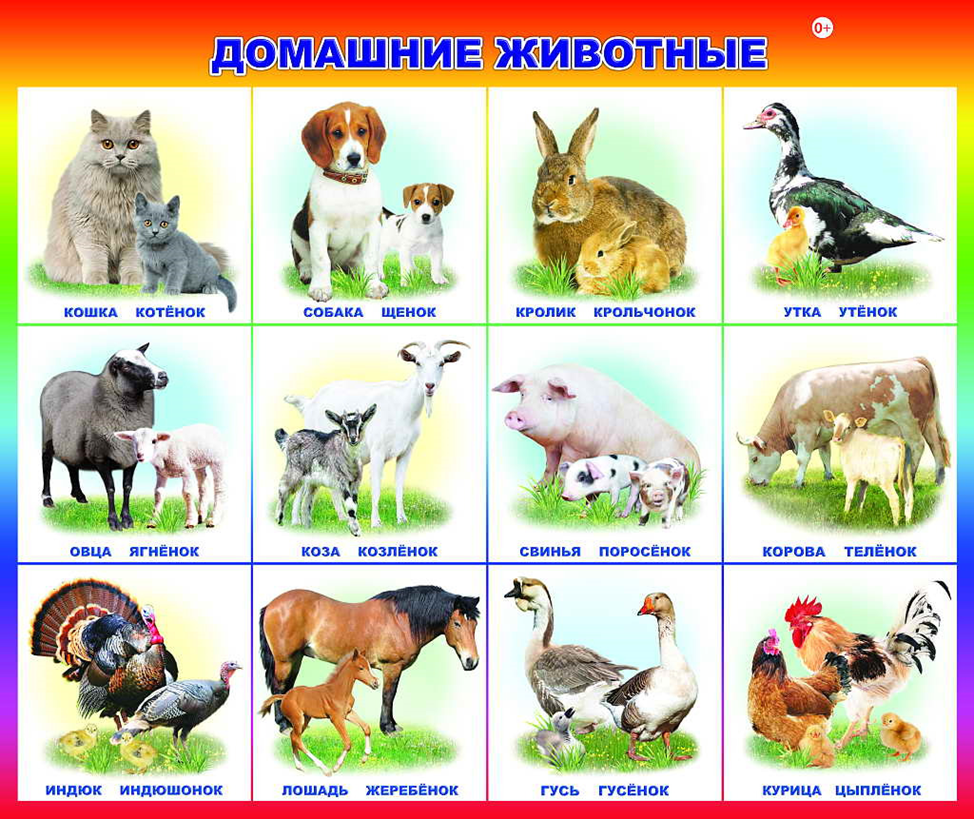 0+
ДОМАШНИЕ ЖИВОТНЫЕ
КОШКА КОТЁНОК
СОБАКА ЩЕНОК
КРОЛИК КРОЛЬЧОНОК
УТКА УТЁНОК
ОВЦА ЯГНЁНОК
КОЗА КОЗЛЁНОК
СВИНЬЯ ПОРОСЁНОК
КОРОВА ТЕЛЁНОК
ИНДЮК ИНДЮШОНОК
ЛОШАДЬ ЖЕРЕБЁНОК
ГУСЬ ГУСЁНОК
КУРИЦА ЦЫПЛЁНОК